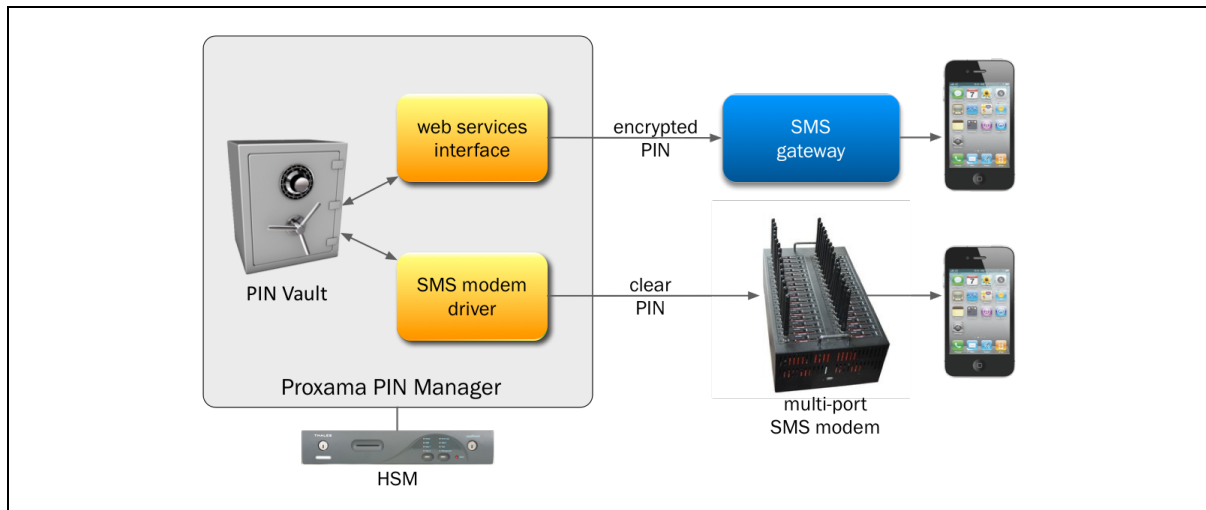 web services
interface
encrypted
PIN
SMS
gateway
PIN Vault
SMS modem
driver
clear
PIN
Proxama PIN Manager
multi-port
SMS modem
THALES
HSM